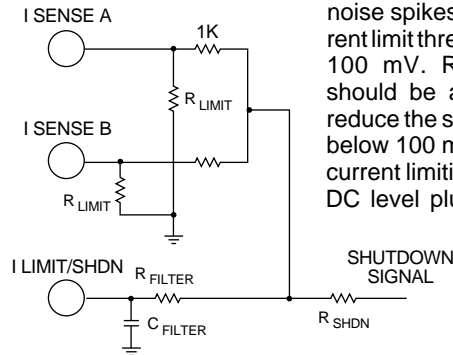 I SENSE A
1K
R LIMIT
I SENSE B
R LIMIT
I LIMIT/SHDN
R FILTER
C FILTER
SHUTDOWN
SIGNAL
R SHDN
noise spikes
rent limit thre
100 mV. R
should be a
reduce the s
below 100 m
current limiti
DC level plu